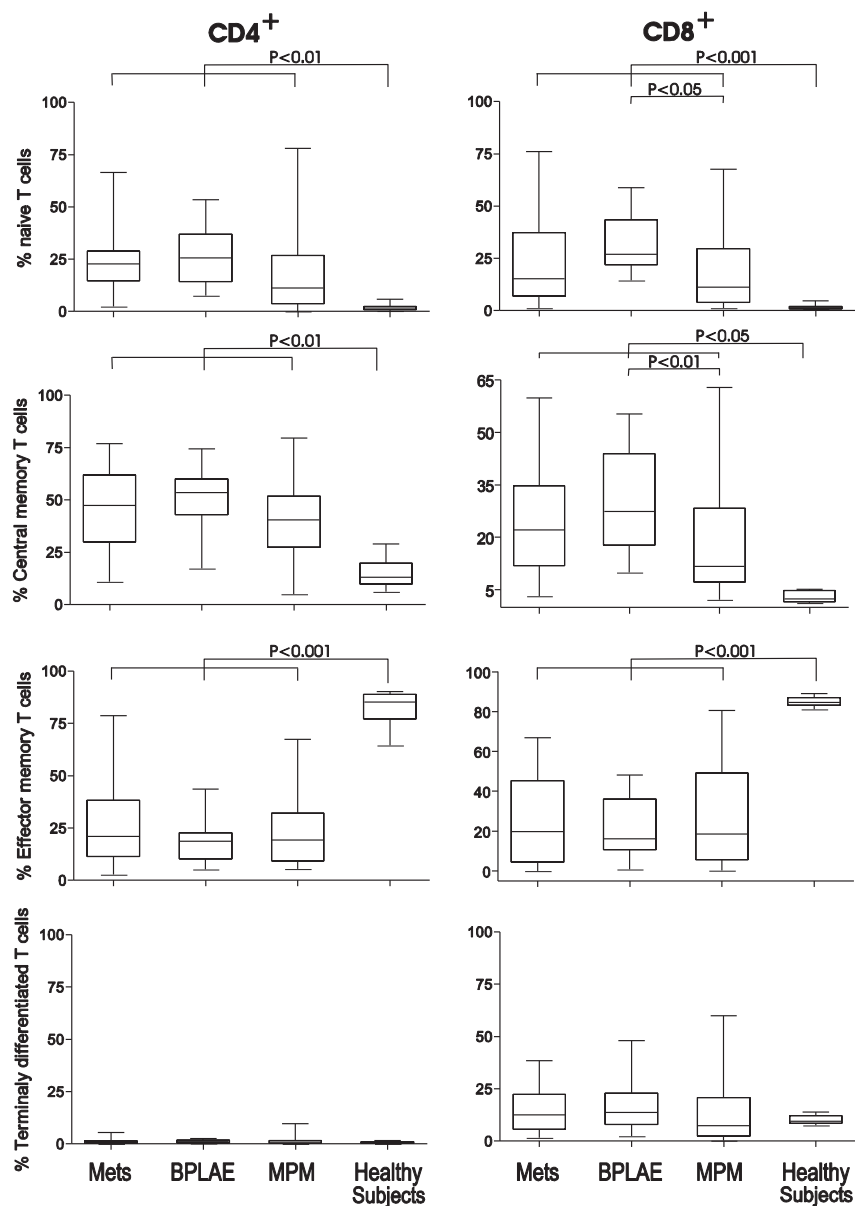 CD4+
CD8+
P<0.01
P<0.001
P<0.05
% naive T cells
100
75
50
25
0
100
75
50
25
0
P<0.01
P<0.05
P<0.01
% Central memory T cells
100
75
50
25
0
65
50
35
20
5
P<0.001
P<0.001
% Effector memory T cells
100
75
50
25
0
100
80
60
40
20
0
% Terminaly differentiated T cells
100
75
50
25
0
100
75
50
25
0
Mets BPLAE MPM Healthy Subjects
Mets BPLAE MPM Healthy Subjects